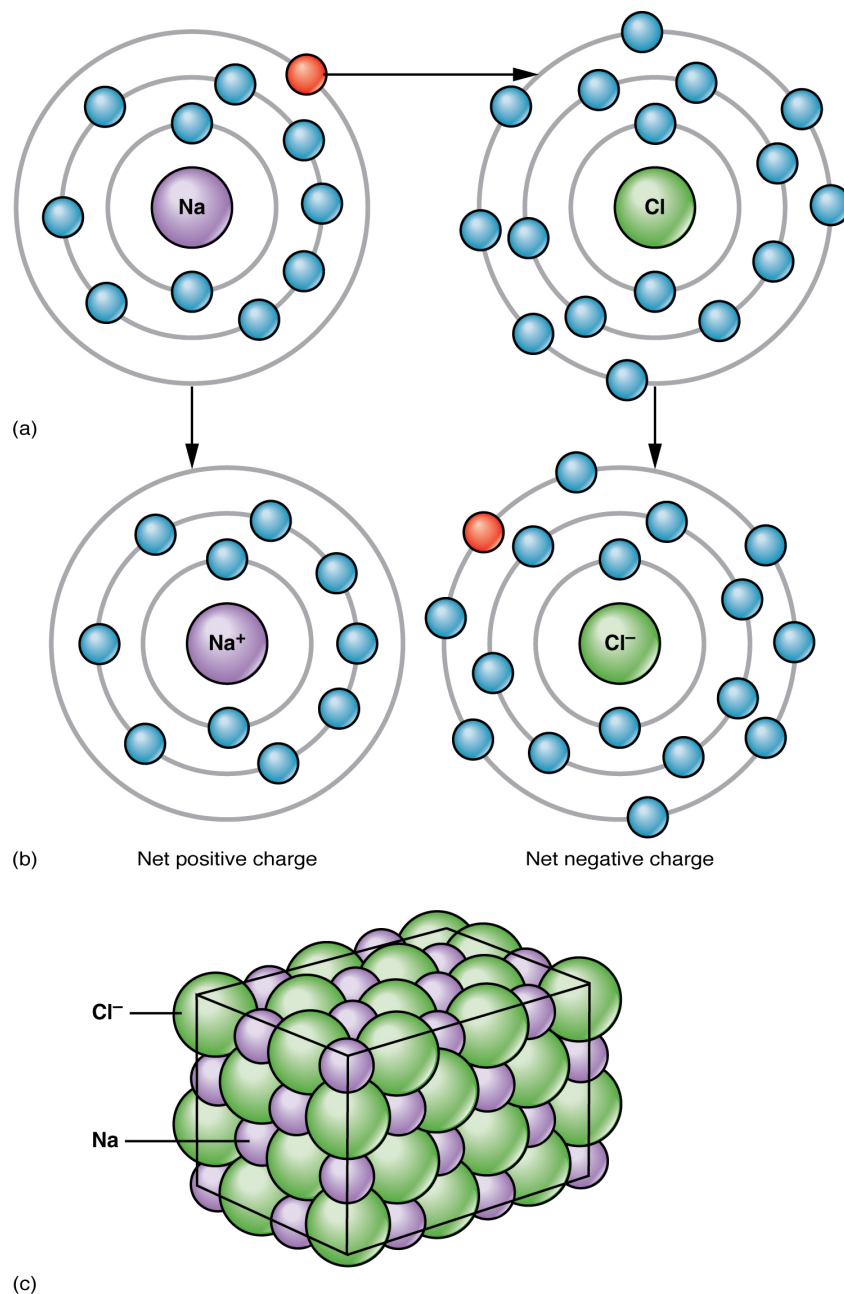 Na
Cl
(a)
Na⁺
Cl⁻
(b)
Net positive charge
Net negative charge
Cl⁻
Na
(c)